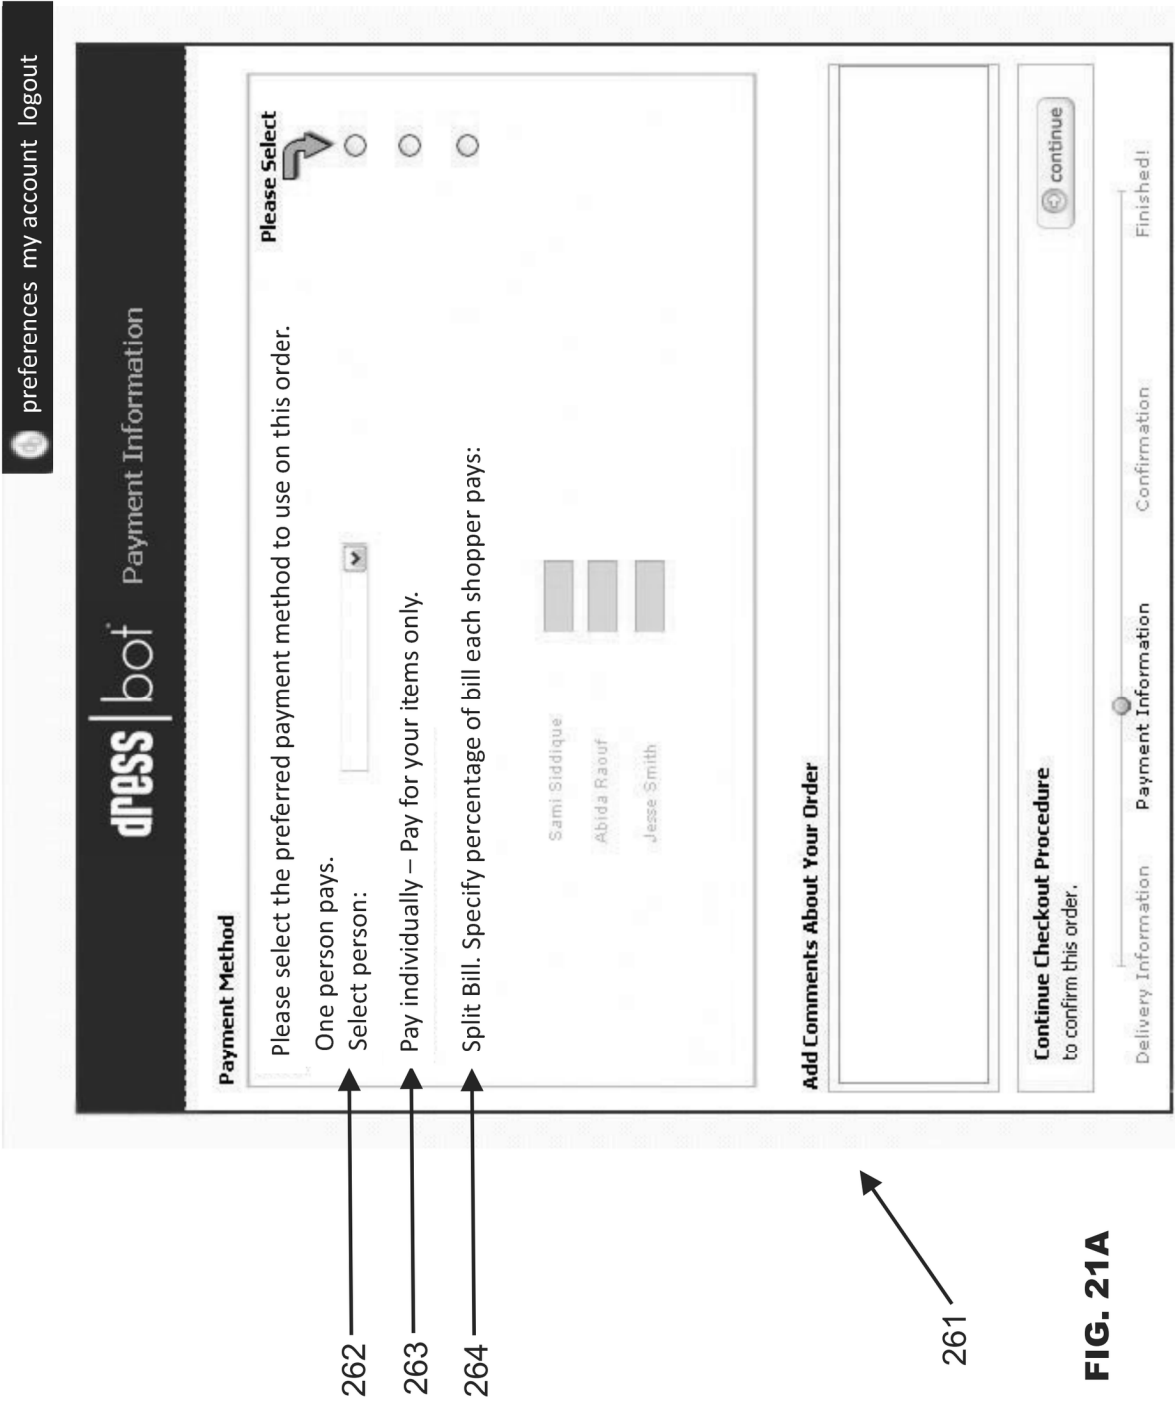 preferences my account logout
dress|bot Payment Information
Payment Method
Please Select
Please select the preferred payment method to use on this order.
One person pays.
262
Select person:
263
Pay individually – Pay for your items only.
264
Split Bill. Specify percentage of bill each shopper pays:
Sami Siddique
Abida Raouf
Jesse Smith
Add Comments About Your Order
261
Continue Checkout Procedure
to confirm this order.
continue
Delivery Information Payment Information Confirmation Finished!
FIG. 21A